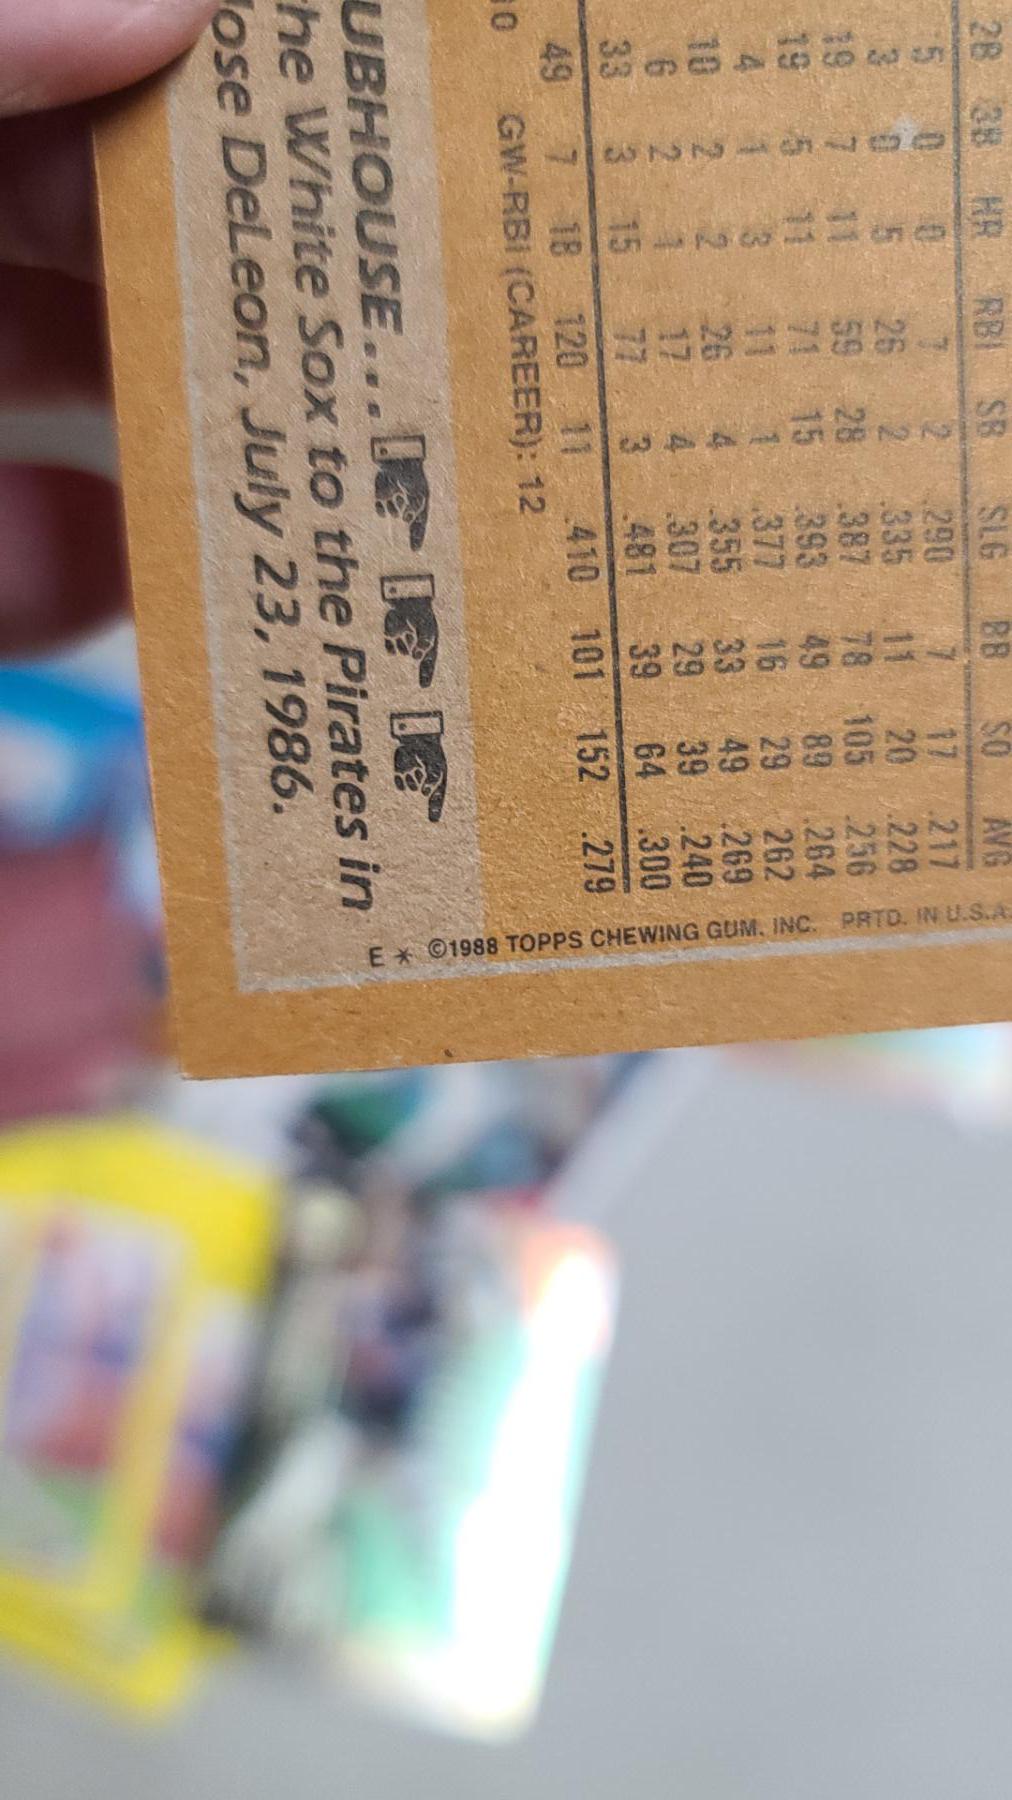 2B 3B HR RBI SB SLG BB SO AVG
5 0 0 7 2 .290 7 17 .217
3 0 5 26 2 .335 11 20 .228
19 7 11 59 28 .387 78 105 .256
19 5 11 71 15 .393 49 89 .264
4 1 3 11 1 .377 16 29 .262
10 2 2 26 4 .355 33 49 .269
6 2 1 17 4 .307 29 39 .240
33 3 15 77 3 .481 39 64 .300
49 7 18 120 11 .410 101 152 .279
10 GW-RBI (CAREER): 12
UBHOUSE...
he White Sox to the Pirates in
Jose DeLeon, July 23, 1986.
E * ©1988 TOPPS CHEWING GUM, INC. PRTD. IN U.S.A.